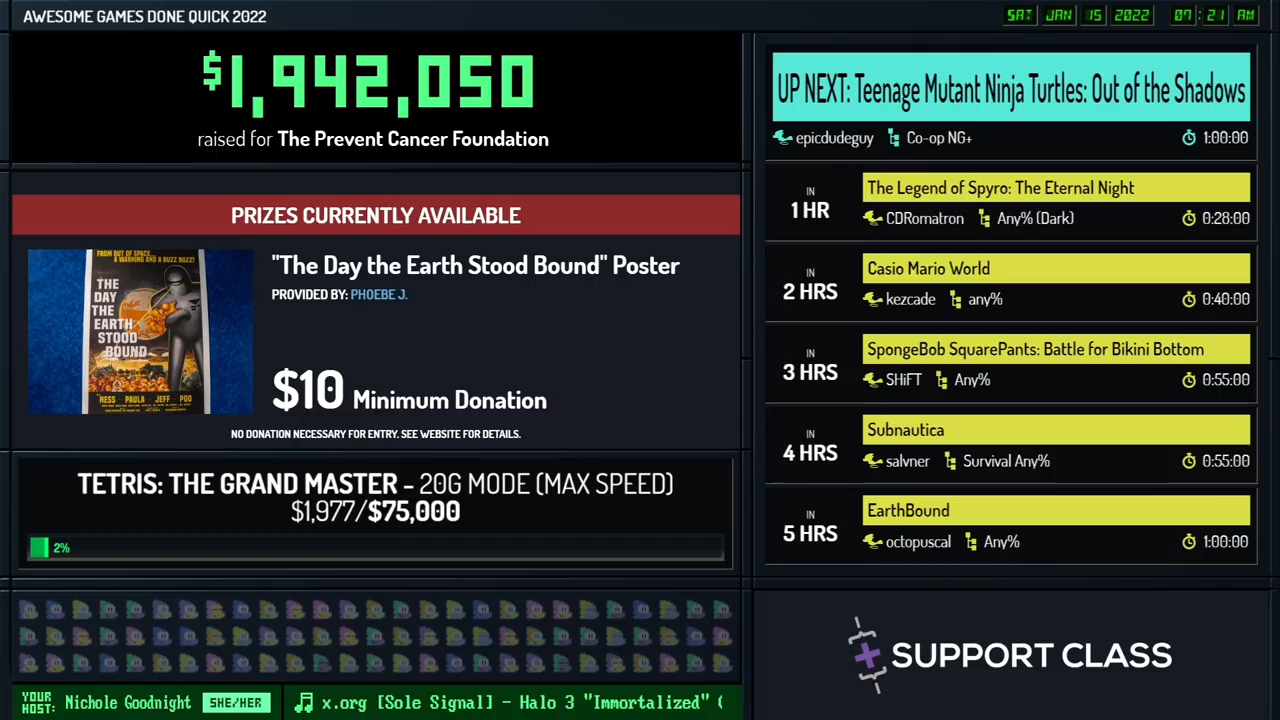 AWESOME GAMES DONE QUICK 2022
SAT JAN 15 2022 07:21 AM
$1,942,050
raised for The Prevent Cancer Foundation
PRIZES CURRENTLY AVAILABLE
FROM OUT OF SPACE...
A WARNING AND A BUZZ BUZZ!
THE
DAY
THE
EARTH
STOOD
BOUND
NESS · PAULA · JEFF · POO
"The Day the Earth Stood Bound" Poster
PROVIDED BY: PHOEBE J.
$10 Minimum Donation
NO DONATION NECESSARY FOR ENTRY. SEE WEBSITE FOR DETAILS.
TETRIS: THE GRAND MASTER – 20G MODE (MAX SPEED)
$1,977/$75,000
2%
YOUR HOST: Nichole Goodnight SHE/HER
x.org [Sole Signal] – Halo 3 "Immortalized" (
UP NEXT: Teenage Mutant Ninja Turtles: Out of the Shadows
epicdudeguy Co-op NG+ 1:00:00
IN 1 HR
The Legend of Spyro: The Eternal Night
CDRomatron Any% (Dark) 0:28:00
IN 2 HRS
Casio Mario World
kezcade any% 0:40:00
IN 3 HRS
SpongeBob SquarePants: Battle for Bikini Bottom
SHiFT Any% 0:55:00
IN 4 HRS
Subnautica
salvner Survival Any% 0:55:00
IN 5 HRS
EarthBound
octopuscal Any% 1:00:00
SUPPORT CLASS